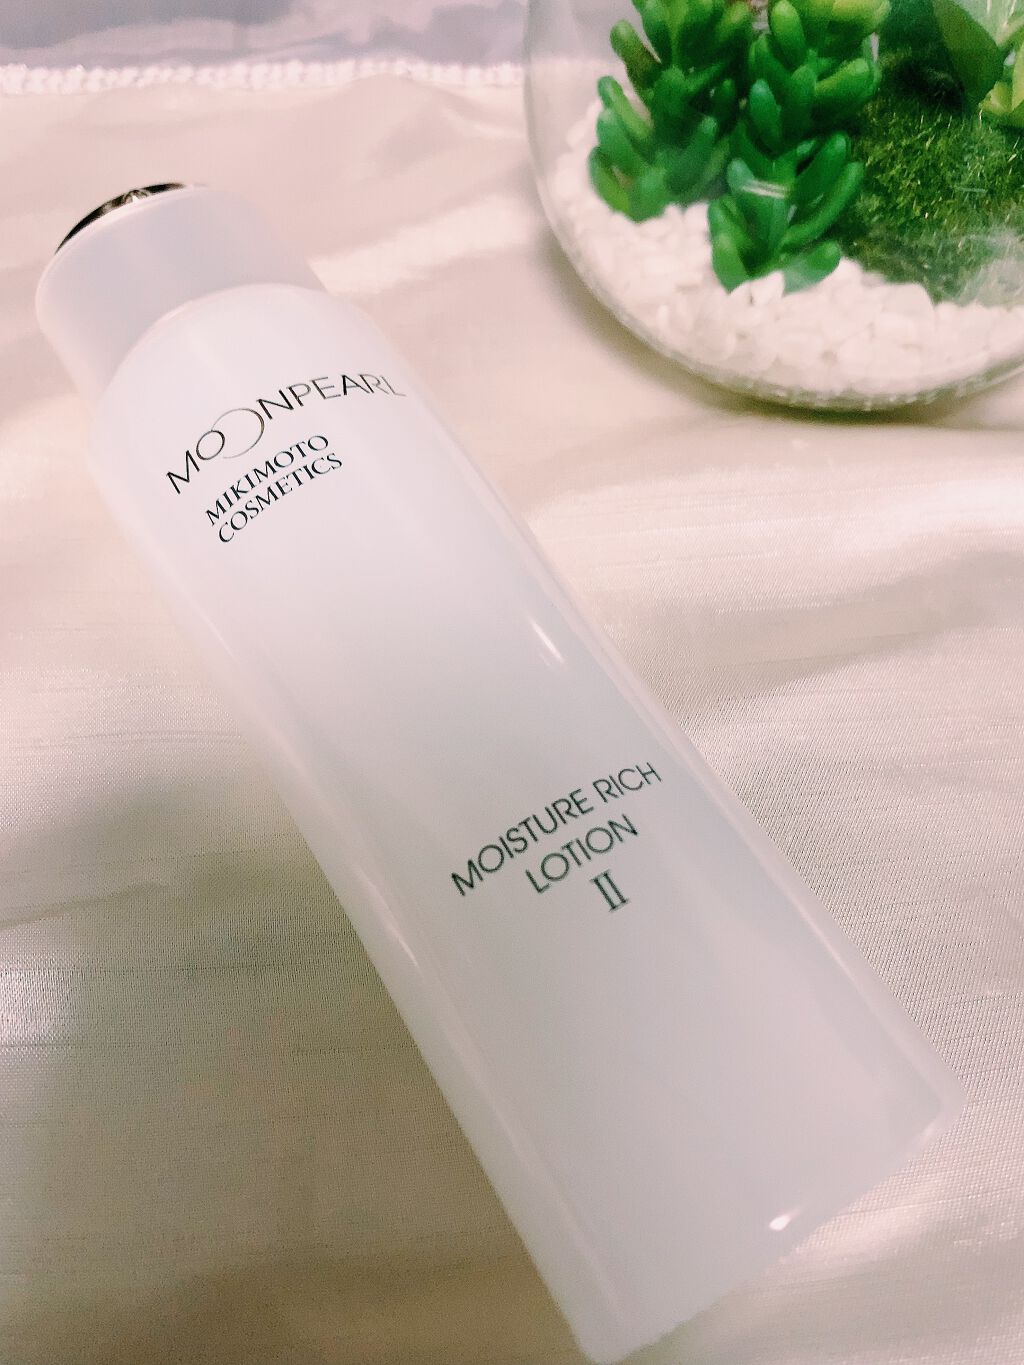 MOONPEARL
MIKIMOTO
COSMETICS
MOISTURE RICH
LOTION
II